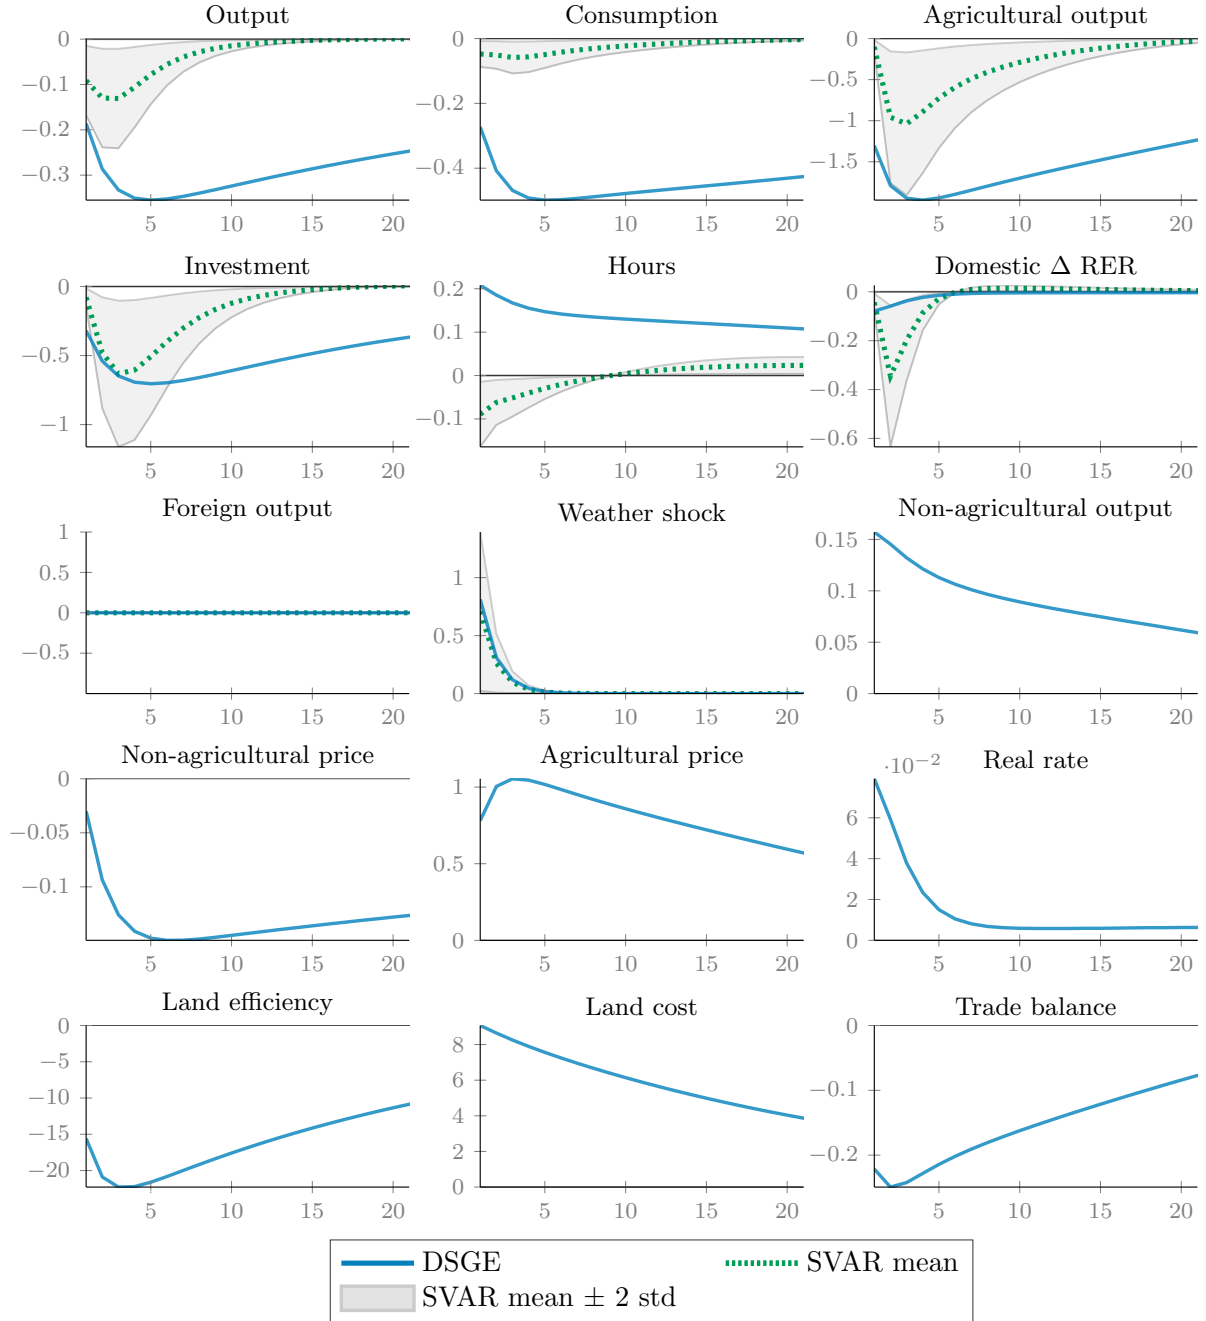 Output
Consumption
Agricultural output
0
−0.1
−0.2
−0.3
5 10 15 20
0
−0.2
−0.4
5 10 15 20
0
−0.5
−1
−1.5
5 10 15 20
Investment
Hours
Domestic Δ RER
0
−0.5
−1
5 10 15 20
0.2
0.1
0
−0.1
5 10 15 20
0
−0.2
−0.4
−0.6
5 10 15 20
Foreign output
Weather shock
Non-agricultural output
1
0.5
0
−0.5
5 10 15 20
1
0.5
0
5 10 15 20
0.15
0.1
0.05
0
5 10 15 20
Non-agricultural price
Agricultural price
Real rate
0
−0.05
−0.1
5 10 15 20
1
0.5
0
5 10 15 20
·10−2
6
4
2
0
5 10 15 20
Land efficiency
Land cost
Trade balance
0
−5
−10
−15
−20
5 10 15 20
8
6
4
2
0
5 10 15 20
0
−0.1
−0.2
5 10 15 20
DSGE
SVAR mean
SVAR mean ± 2 std